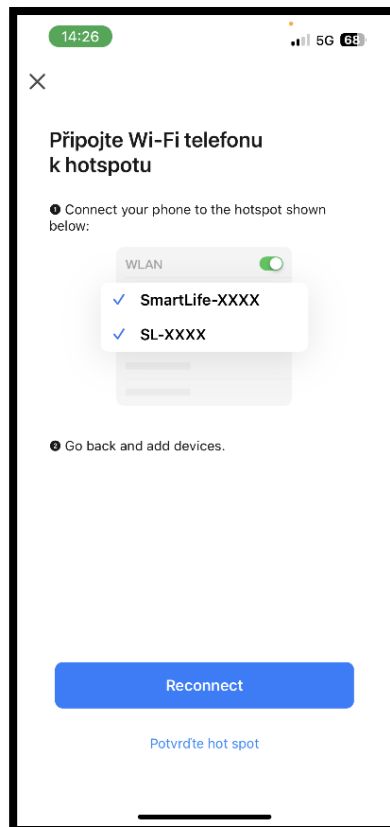 14:26
5G 68
Připojte Wi-Fi telefonu
k hotspotu
❶ Connect your phone to the hotspot shown
below:
WLAN
SmartLife-XXXX
SL-XXXX
❷ Go back and add devices.
Reconnect
Potvrďte hot spot